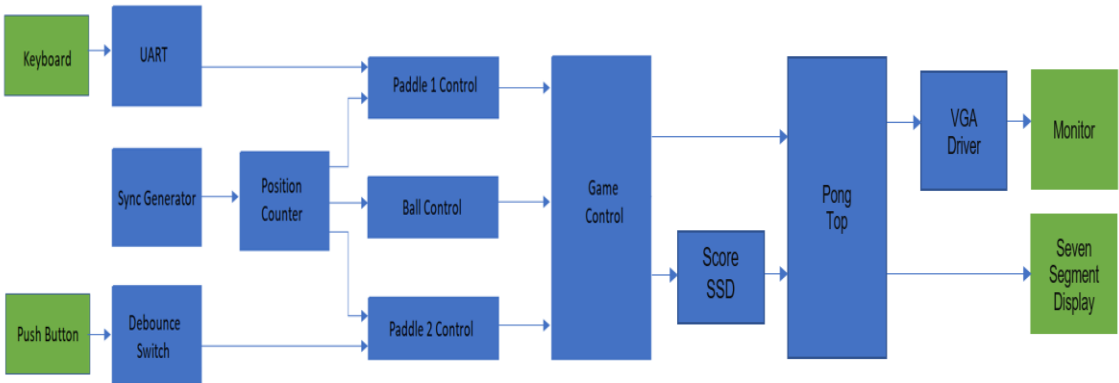 Keyboard
UART
Paddle 1 Control
Sync Generator
Position
Counter
Ball Control
Game
Control
Push Button
Debounce
Switch
Paddle 2 Control
Score
SSD
Pong
Top
VGA
Driver
Monitor
Seven
Segment
Display